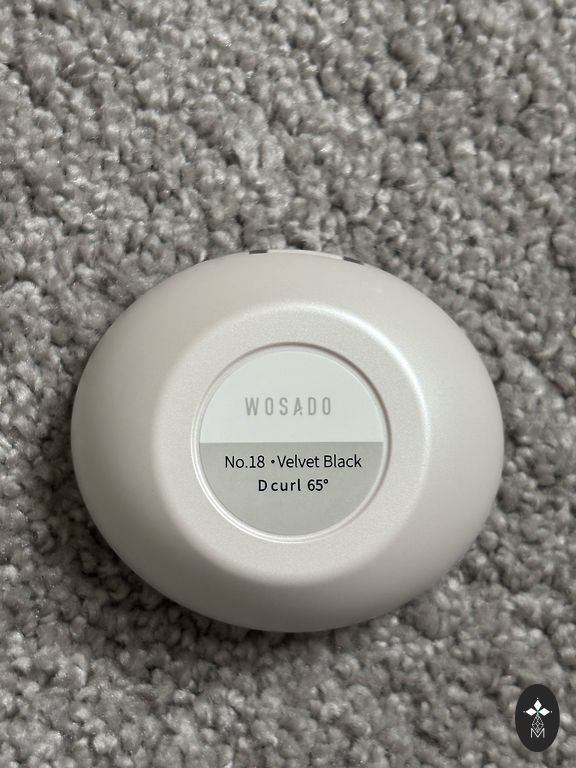 WOSADO
No.18 •Velvet Black
D curl 65°
M